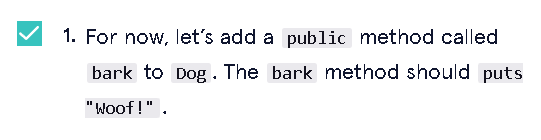 1. For now, let's add a public method called
bark to Dog. The bark method should puts
"Woof!".